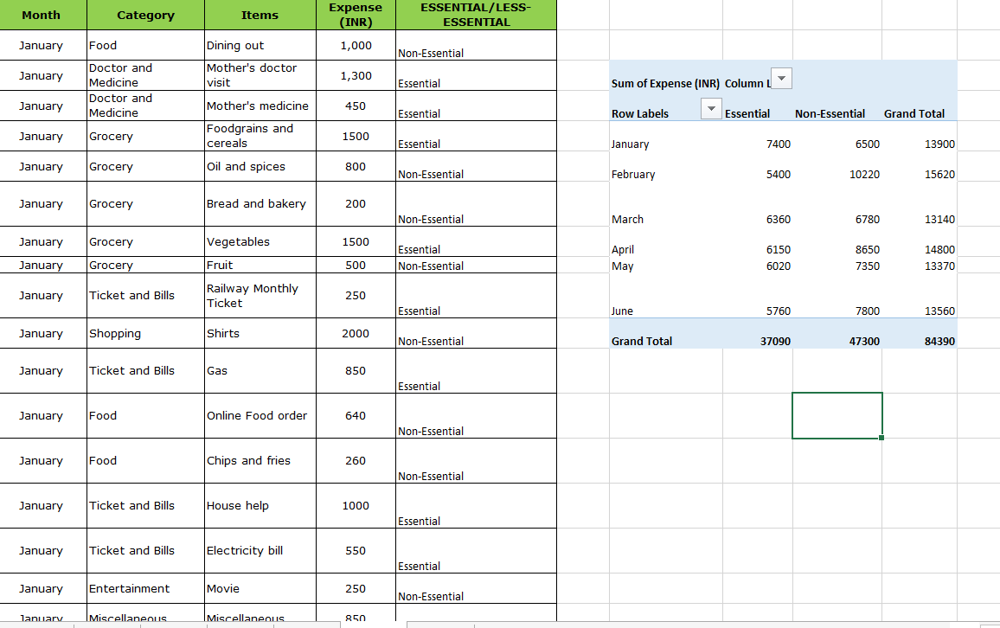 Month Category Items Expense (INR) ESSENTIAL/LESS-ESSENTIAL
January Food Dining out 1,000 Non-Essential
January Doctor and Medicine Mother's doctor visit 1,300 Essential
January Doctor and Medicine Mother's medicine 450 Essential
January Grocery Foodgrains and cereals 1500 Essential
January Grocery Oil and spices 800 Non-Essential
January Grocery Bread and bakery 200 Non-Essential
January Grocery Vegetables 1500 Essential
January Grocery Fruit 500 Non-Essential
January Ticket and Bills Railway Monthly Ticket 250 Essential
January Shopping Shirts 2000 Non-Essential
January Ticket and Bills Gas 850 Essential
January Food Online Food order 640 Non-Essential
January Food Chips and fries 260 Non-Essential
January Ticket and Bills House help 1000 Essential
January Ticket and Bills Electricity bill 550 Essential
January Entertainment Movie 250 Non-Essential
January Miscellaneous Miscellaneous 850
Sum of Expense (INR) Column L
Row Labels Essential Non-Essential Grand Total
January 7400 6500 13900
February 5400 10220 15620
March 6360 6780 13140
April 6150 8650 14800
May 6020 7350 13370
June 5760 7800 13560
Grand Total 37090 47300 84390